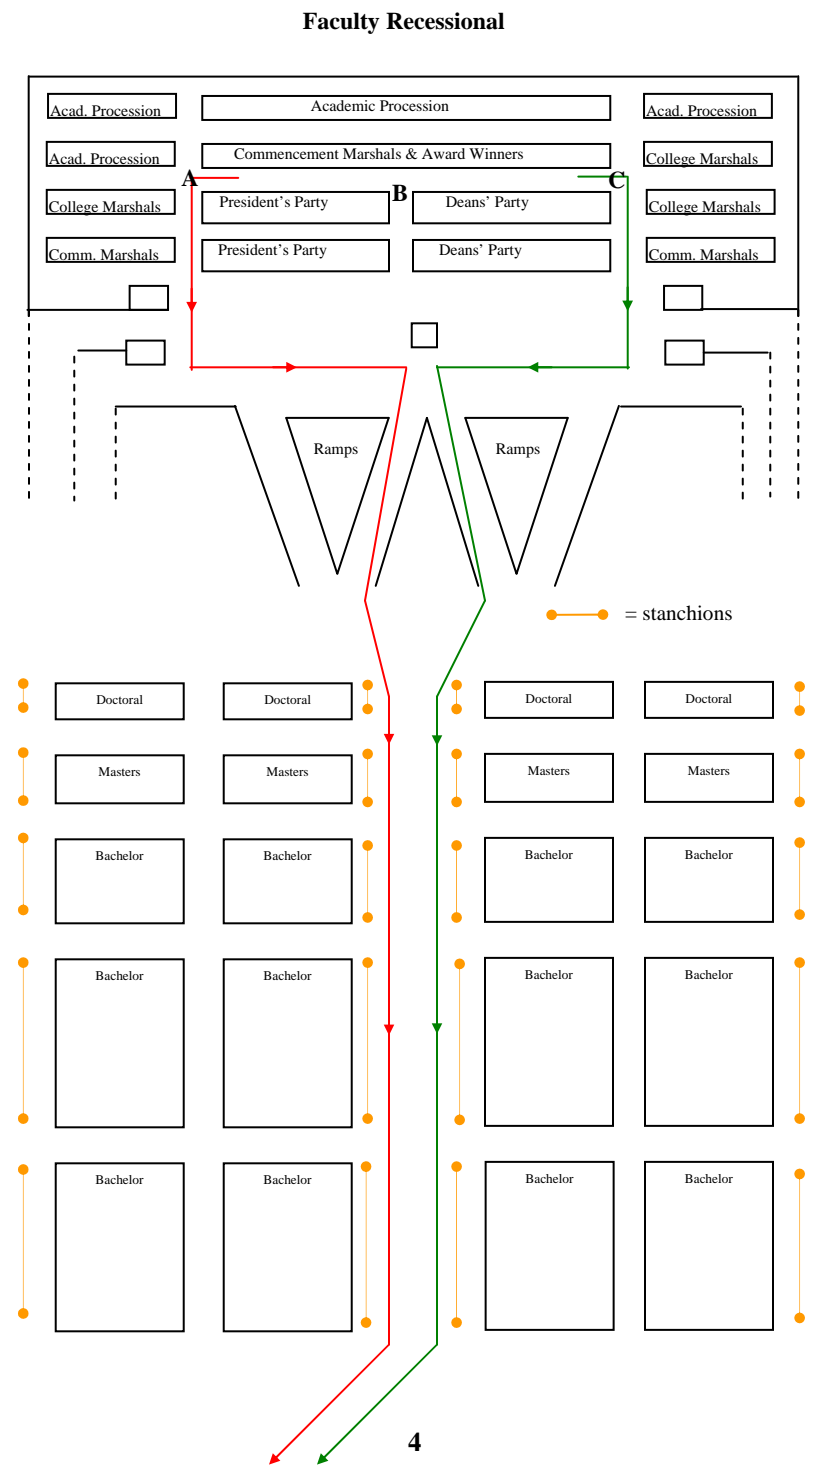 Faculty Recessional
Acad. Procession
Academic Procession
Acad. Procession
Acad. Procession
Commencement Marshals & Award Winners
College Marshals
A
B
C
College Marshals
President's Party
Deans' Party
College Marshals
Comm. Marshals
President's Party
Deans' Party
Comm. Marshals
Ramps
Ramps
= stanchions
Doctoral
Doctoral
Doctoral
Doctoral
Masters
Masters
Masters
Masters
Bachelor
Bachelor
Bachelor
Bachelor
Bachelor
Bachelor
Bachelor
Bachelor
Bachelor
Bachelor
Bachelor
Bachelor
4